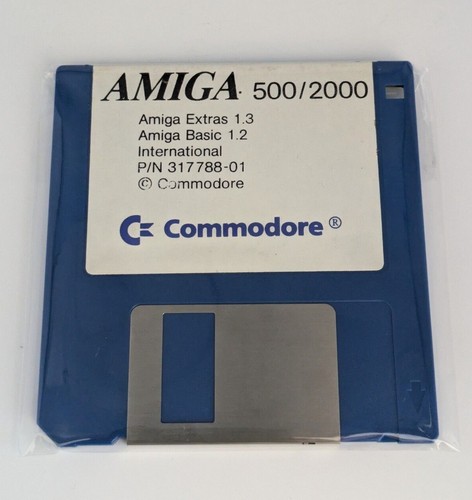 AMIGA. 500/2000
Amiga Extras 1.3
Amiga Basic 1.2
International
P/N 317788-01
© Commodore
Commodore®